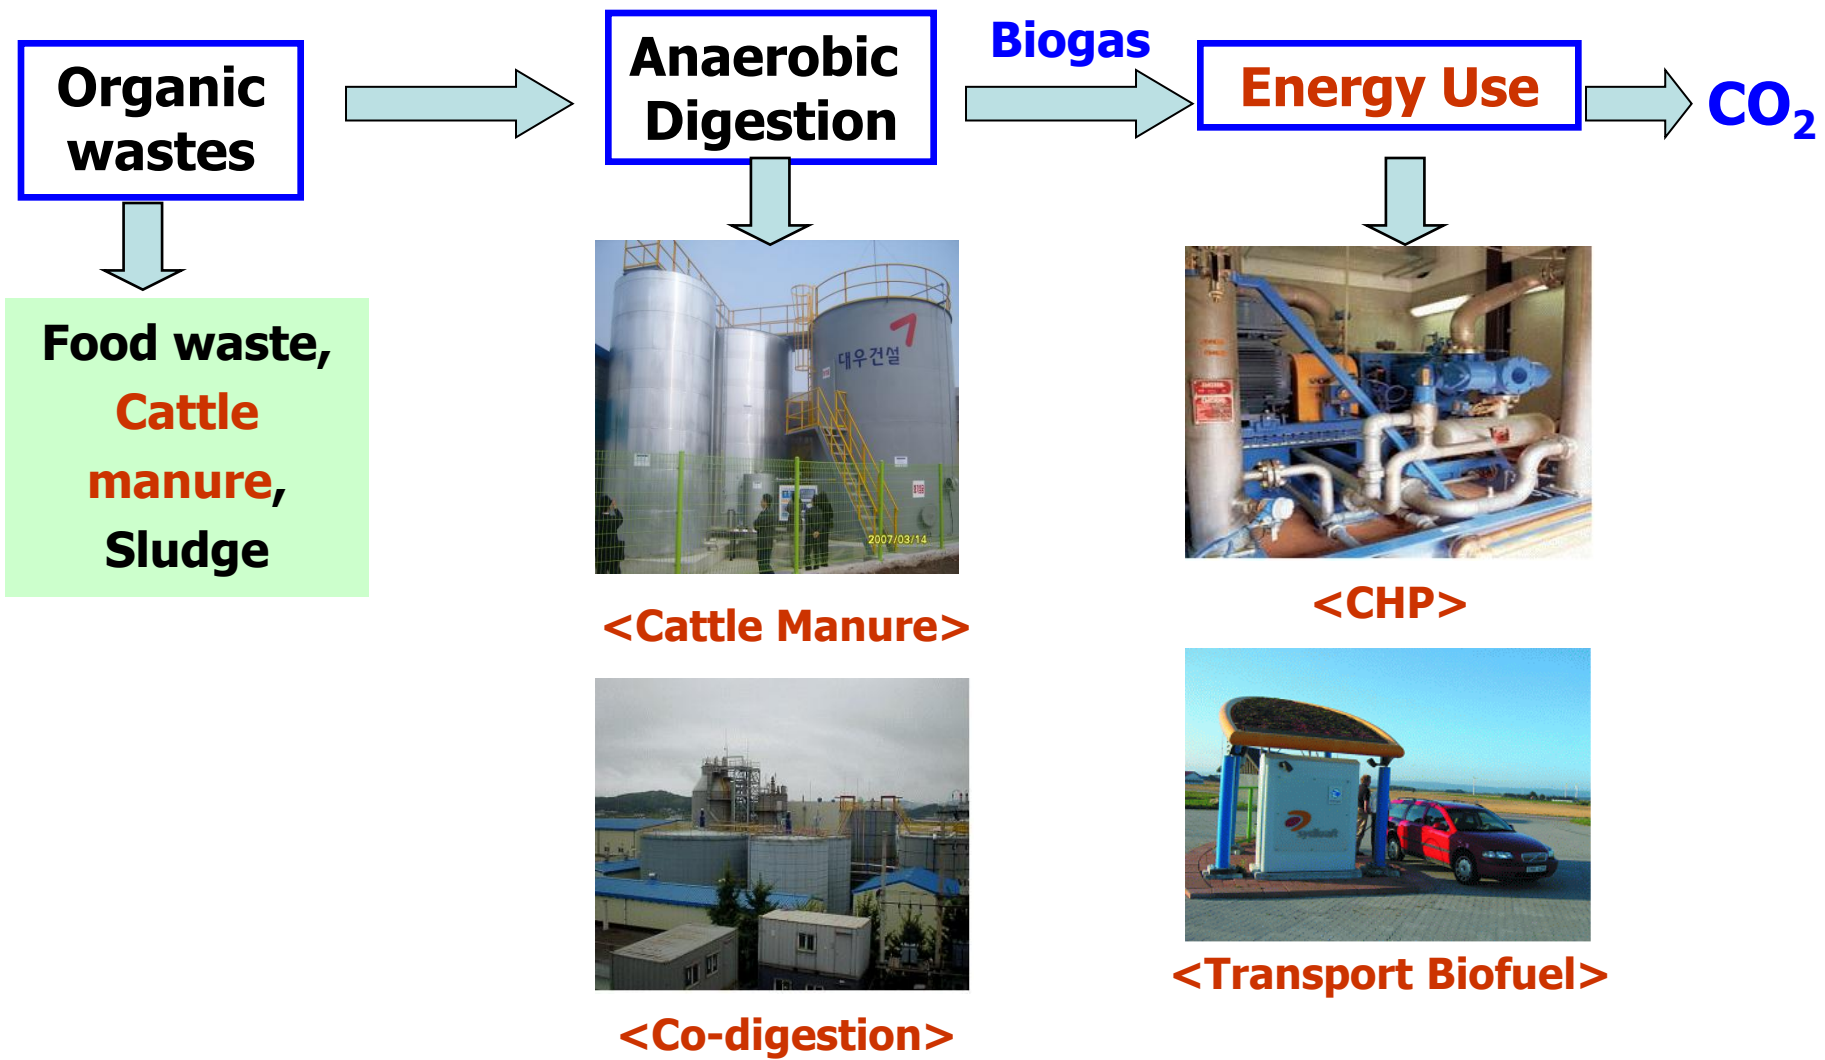 Organic
wastes
Anaerobic
Digestion
Biogas
Energy Use
CO₂
Food waste,
Cattle
manure,
Sludge
대우건설
2007/03/14
<Cattle Manure>
<CHP>
sydkraft
<Co-digestion>
<Transport Biofuel>